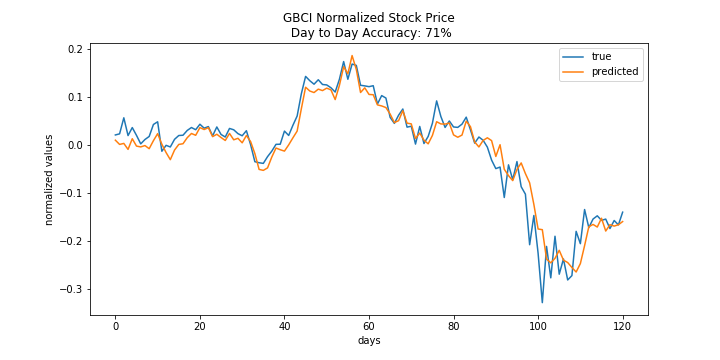 GBCI Normalized Stock Price
Day to Day Accuracy: 71%
true
predicted
normalized values
0.2
0.1
0.0
−0.1
−0.2
−0.3
0 20 40 60 80 100 120
days